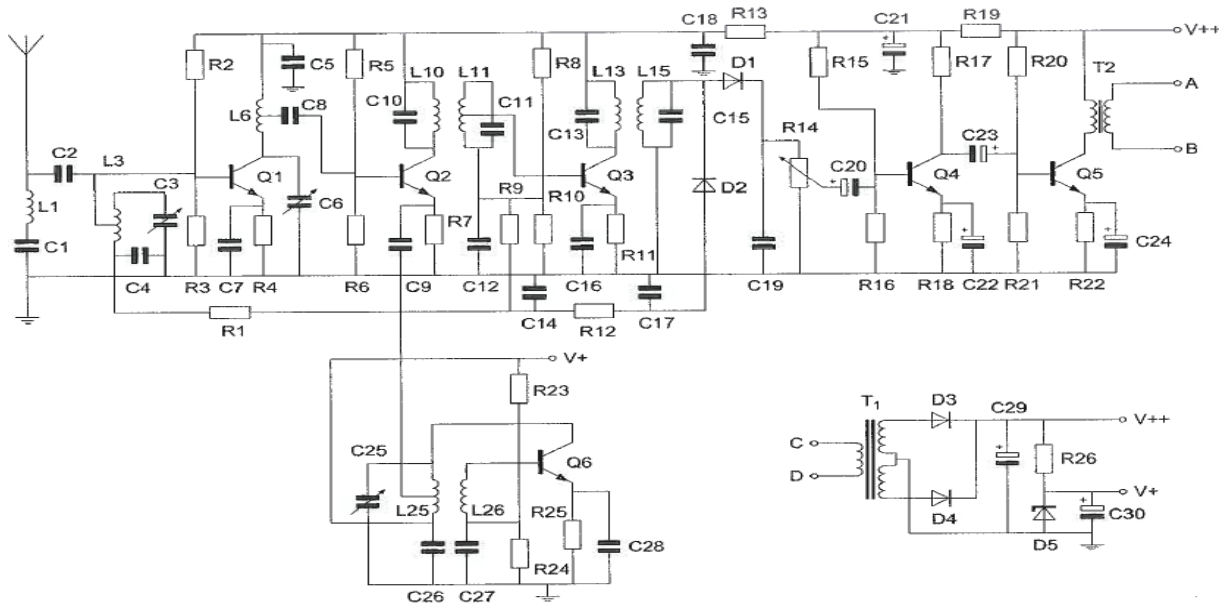 C18 R13 C21 R19 V++
R2 C5 R5 L10 L11 R8 L13 L15 D1 R15 R17 R20 T2
C8 C10 C11 A
L6 C13 C15 R14 C23
C2 L3 C20 B
C3 Q1 Q2 R9 Q3 D2 Q4 Q5
L1 C6 R7 R10
C1 R11 C24
C4 R3 C7 R4 R6 C9 C12 C16 C19 R16 R18 C22 R21 R22
R1 C14 R12 C17
V+
R23 T1 D3 C29 V++
C25 Q6 C R26
D V+
L25 L26 R25 D4 C30
C28 D5
R24
C26 C27
+
+
+
+
+
+